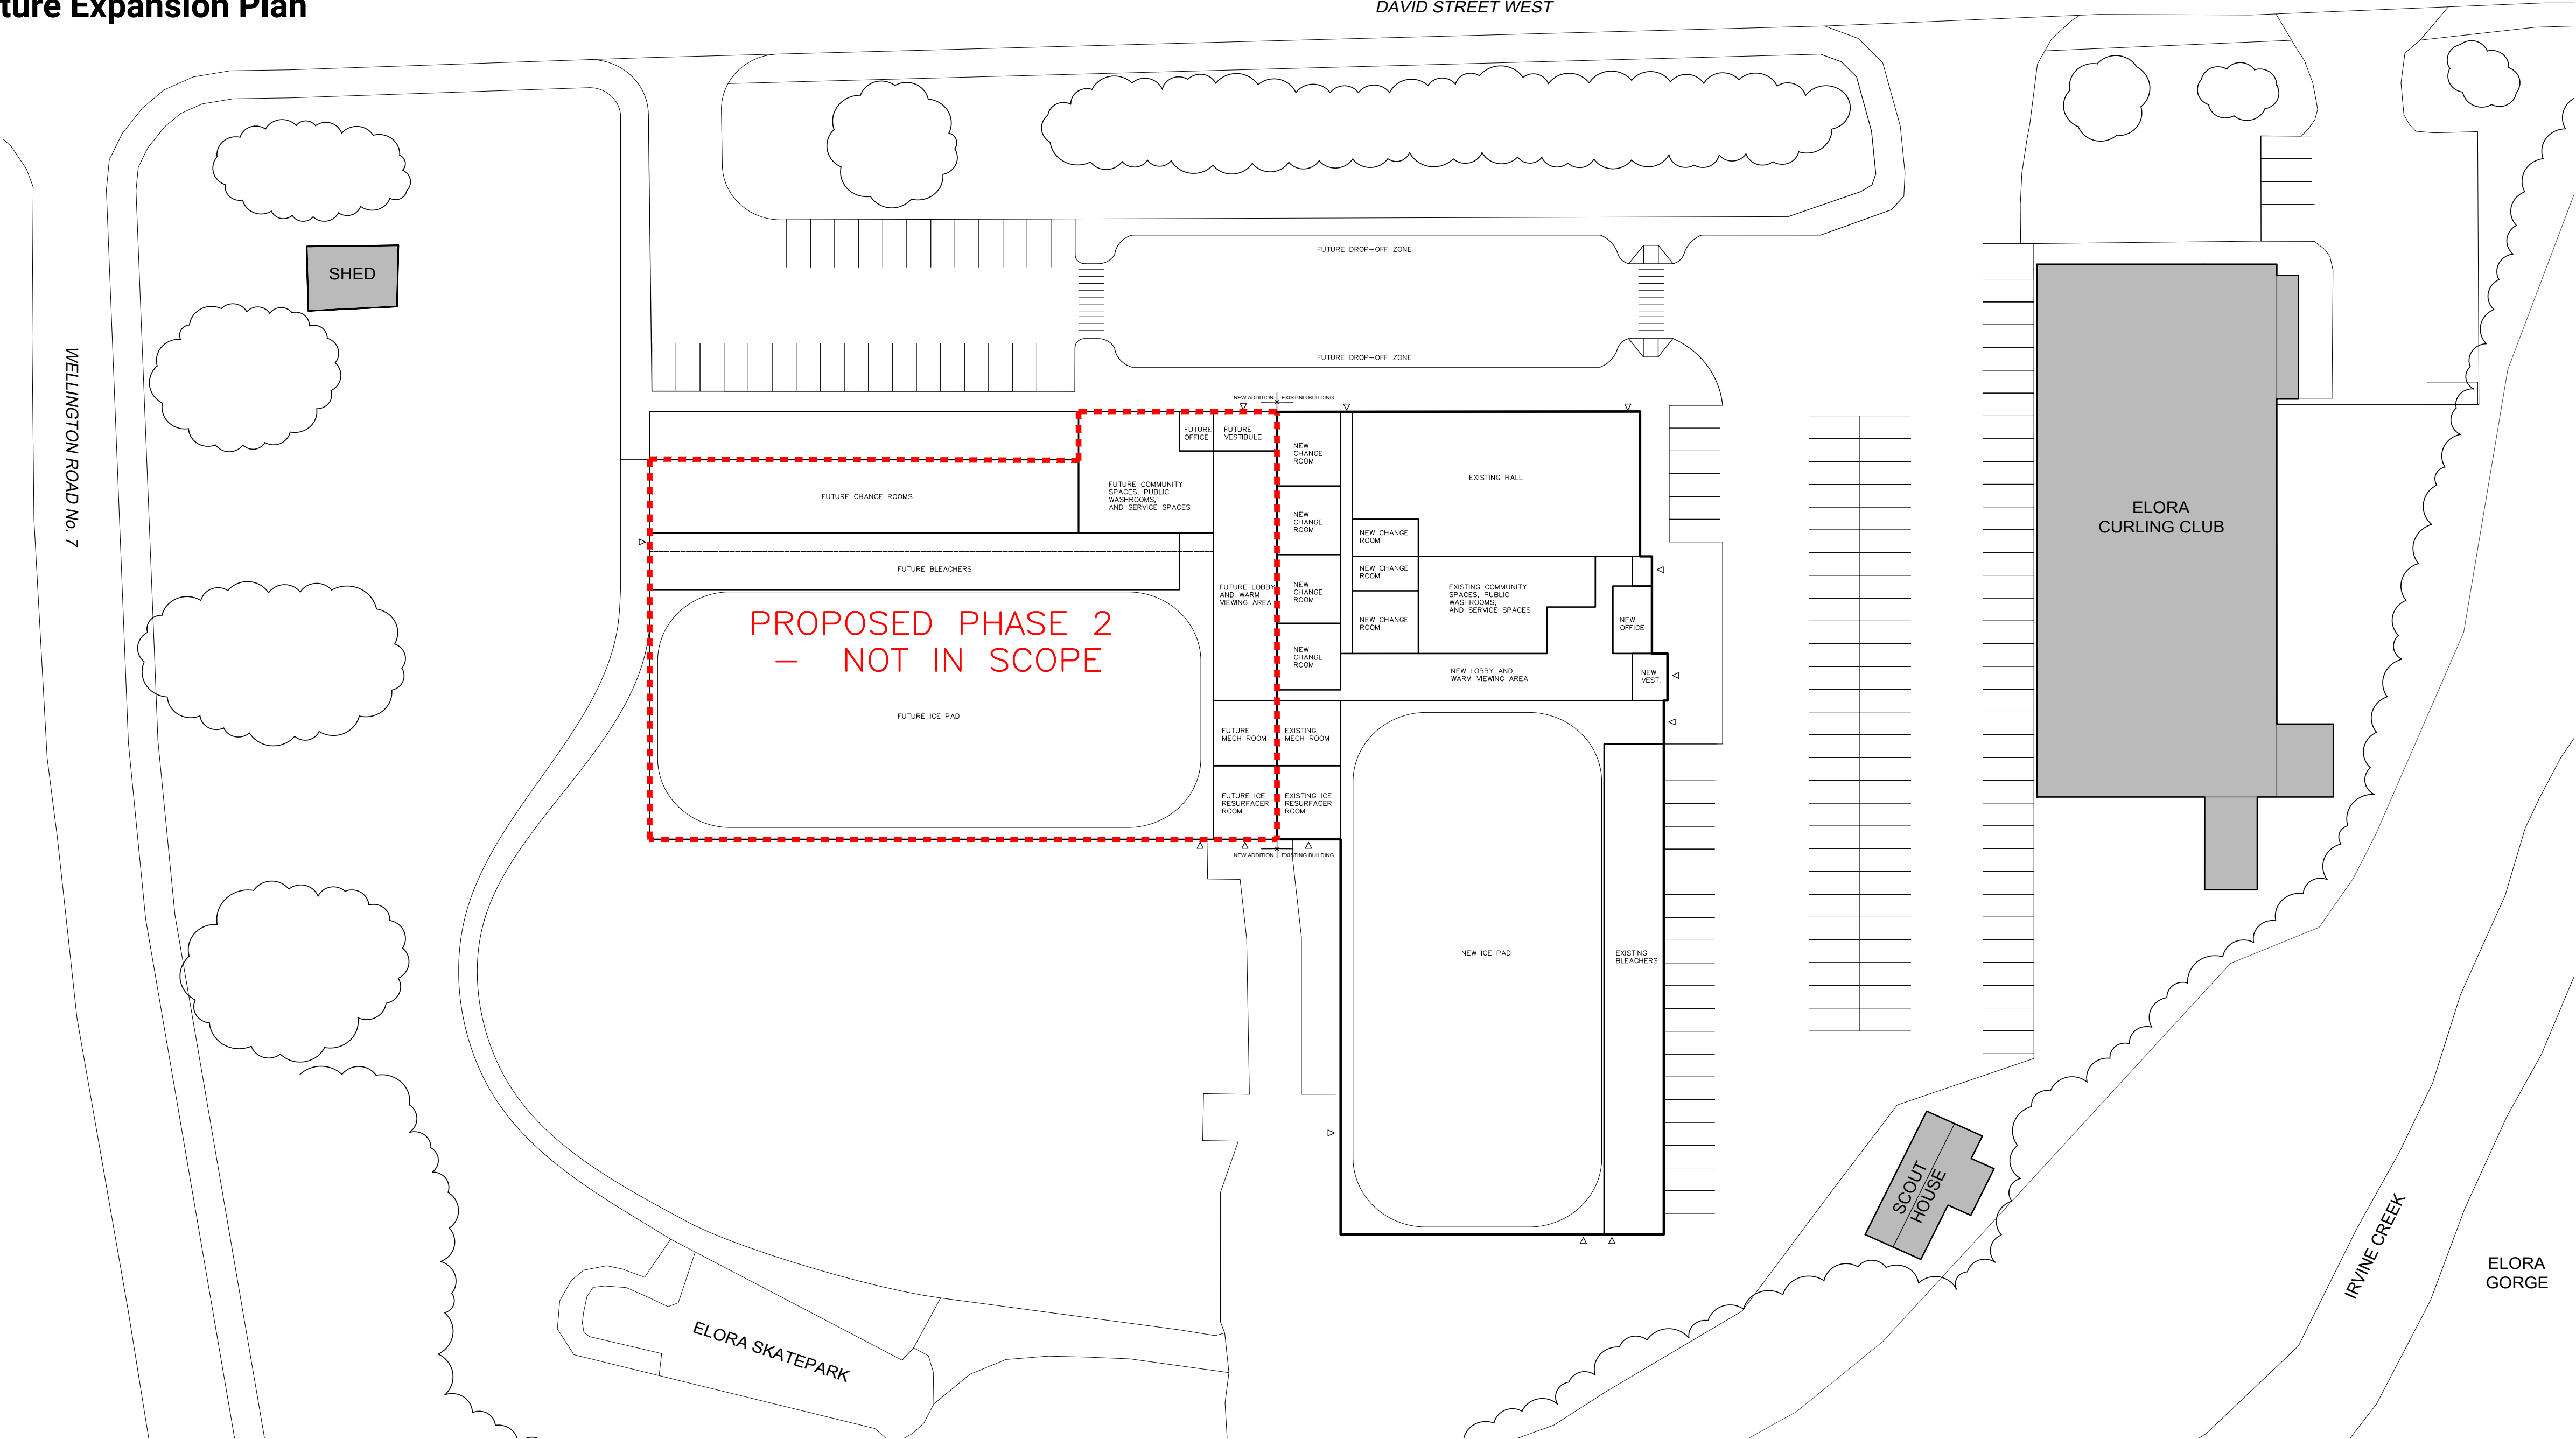 ture Expansion Plan
DAVID STREET WEST
SHED
WELLINGTON ROAD No. 7
FUTURE DROP-OFF ZONE
FUTURE DROP-OFF ZONE
NEW ADDITION
EXISTING BUILDING
FUTURE
OFFICE
FUTURE
VESTIBULE
FUTURE CHANGE ROOMS
FUTURE COMMUNITY
SPACES, PUBLIC
WASHROOMS,
AND SERVICE SPACES
FUTURE BLEACHERS
FUTURE LOBBY
AND WARM
VIEWING AREA
PROPOSED PHASE 2
- NOT IN SCOPE
FUTURE ICE PAD
FUTURE
MECH ROOM
FUTURE ICE
RESURFACER
ROOM
NEW
CHANGE
ROOM
NEW
CHANGE
ROOM
NEW
CHANGE
ROOM
NEW
CHANGE
ROOM
EXISTING
MECH ROOM
EXISTING ICE
RESURFACER
ROOM
NEW ADDITION
EXISTING BUILDING
EXISTING HALL
NEW CHANGE
ROOM
NEW CHANGE
ROOM
NEW CHANGE
ROOM
EXISTING COMMUNITY
SPACES, PUBLIC
WASHROOMS,
AND SERVICE SPACES
NEW
OFFICE
NEW LOBBY AND
WARM VIEWING AREA
NEW
VEST.
NEW ICE PAD
EXISTING
BLEACHERS
ELORA
CURLING CLUB
SCOUT
HOUSE
IRVINE CREEK
ELORA
GORGE
ELORA SKATEPARK